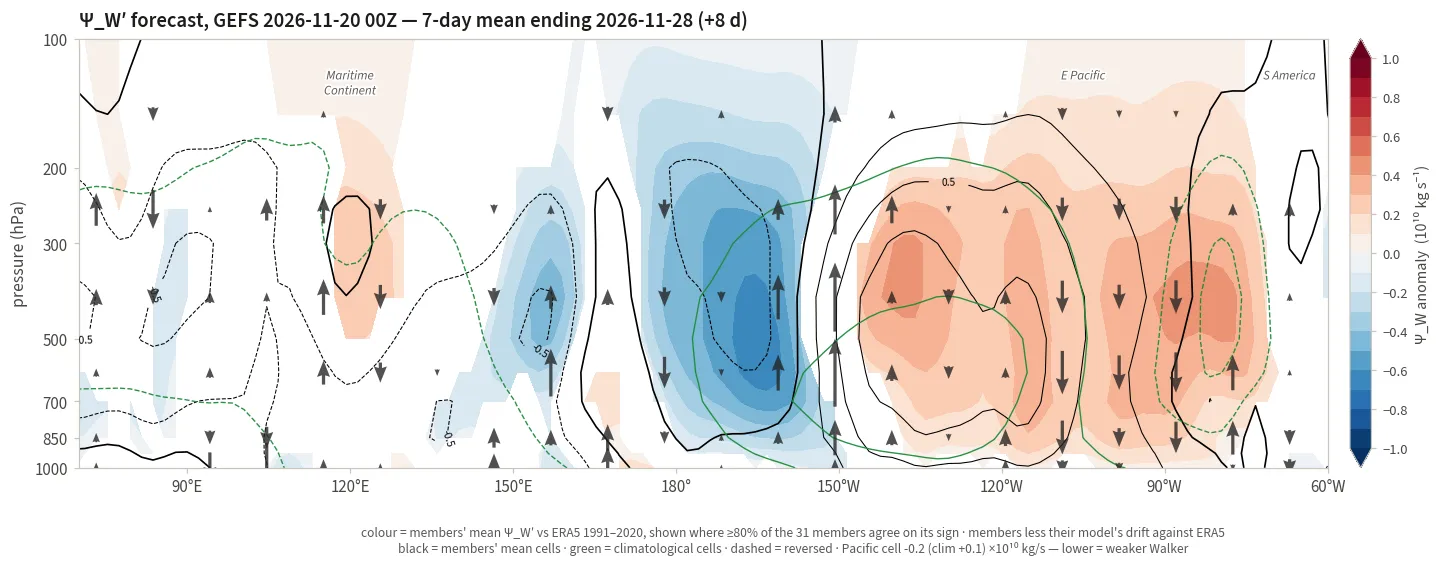 Ψ_W′ forecast, GEFS 2026-11-20 00Z — 7-day mean ending 2026-11-28 (+8 d)
100
200
300
400
500
700
850
1000
pressure (hPa)
Maritime
Continent
E Pacific
S America
0.5
-0.5
-0.5
-0.5
0.5
90°E
120°E
150°E
180°
150°W
120°W
90°W
60°W
1.0
0.8
0.6
0.4
0.2
0.0
−0.2
−0.4
−0.6
−0.8
−1.0
Ψ_W anomaly (10¹⁰ kg s⁻¹)
colour = members' mean Ψ_W′ vs ERA5 1991–2020, shown where ≥80% of the 31 members agree on its sign · members less their model's drift against ERA5
black = members' mean cells · green = climatological cells · dashed = reversed · Pacific cell -0.2 (clim +0.1) ×10¹⁰ kg/s — lower = weaker Walker